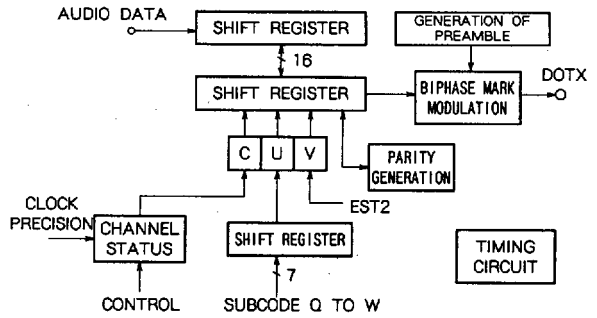 AUDIO DATA
SHIFT REGISTER
GENERATION OF
PREAMBLE
16
SHIFT REGISTER
BIPHASE MARK
MODULATION
DOTX
C U V
PARITY
GENERATION
CLOCK
PRECISION
EST2
CHANNEL
STATUS
SHIFT REGISTER
TIMING
CIRCUIT
7
CONTROL
SUBCODE Q TO W